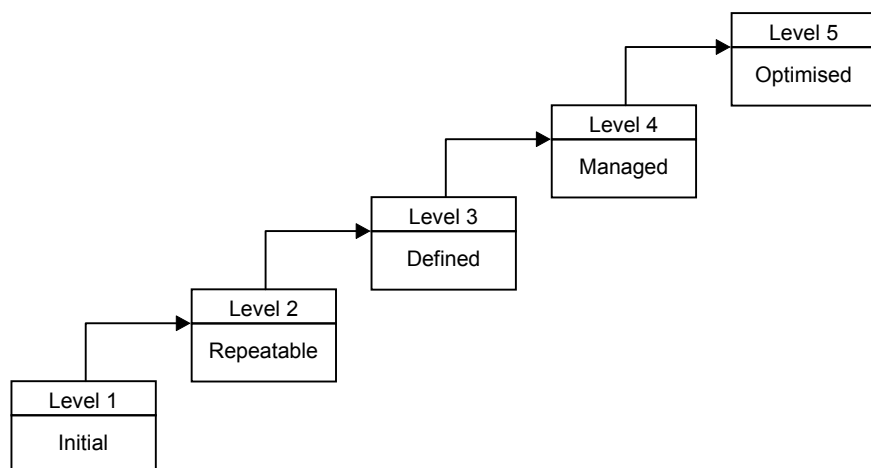 Level 5
Optimised
Level 4
Managed
Level 3
Defined
Level 2
Repeatable
Level 1
Initial